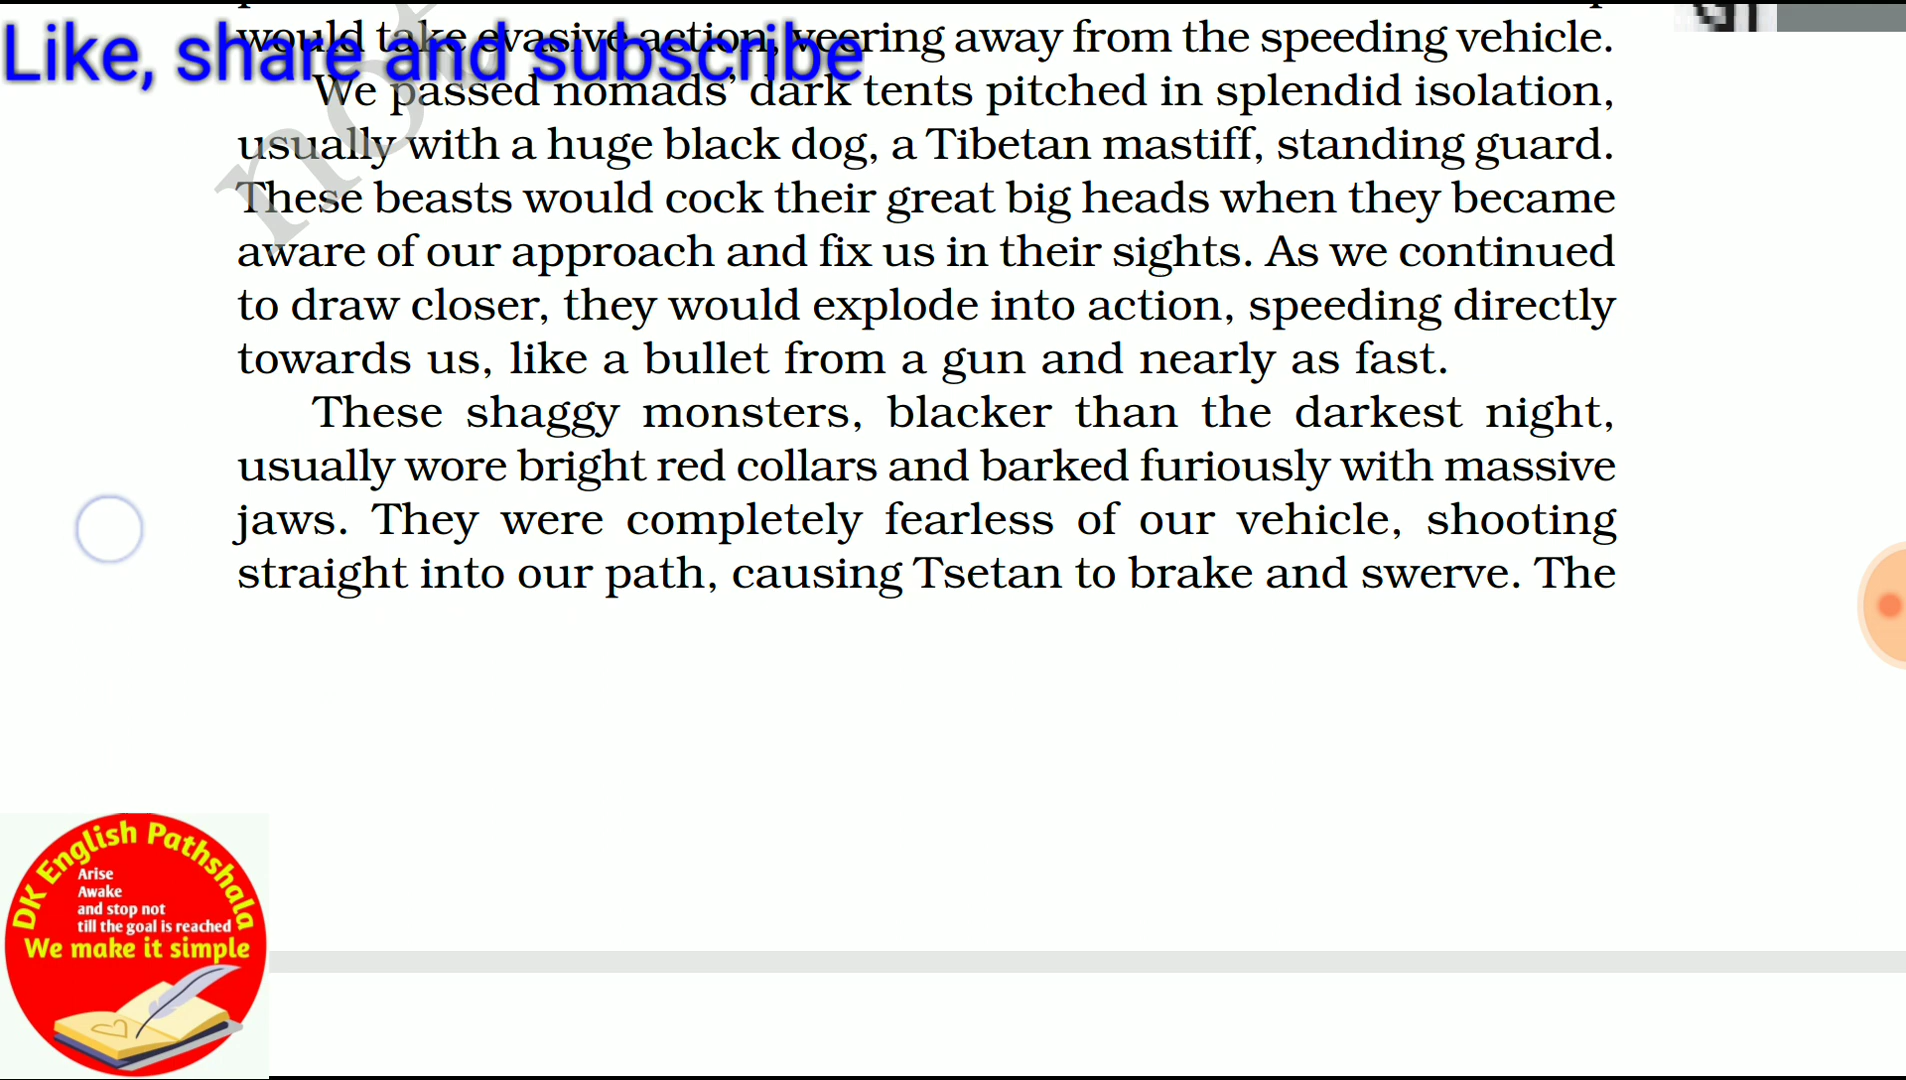 would take evasive action, veering away from the speeding vehicle.
Like, share and subscribe
We passed nomads’ dark tents pitched in splendid isolation,
usually with a huge black dog, a Tibetan mastiff, standing guard.
These beasts would cock their great big heads when they became
aware of our approach and fix us in their sights. As we continued
to draw closer, they would explode into action, speeding directly
towards us, like a bullet from a gun and nearly as fast.
These shaggy monsters, blacker than the darkest night,
usually wore bright red collars and barked furiously with massive
jaws. They were completely fearless of our vehicle, shooting
straight into our path, causing Tsetan to brake and swerve. The
not
DK English Pathshala
Arise
Awake
and stop not
till the goal is reached
We make it simple